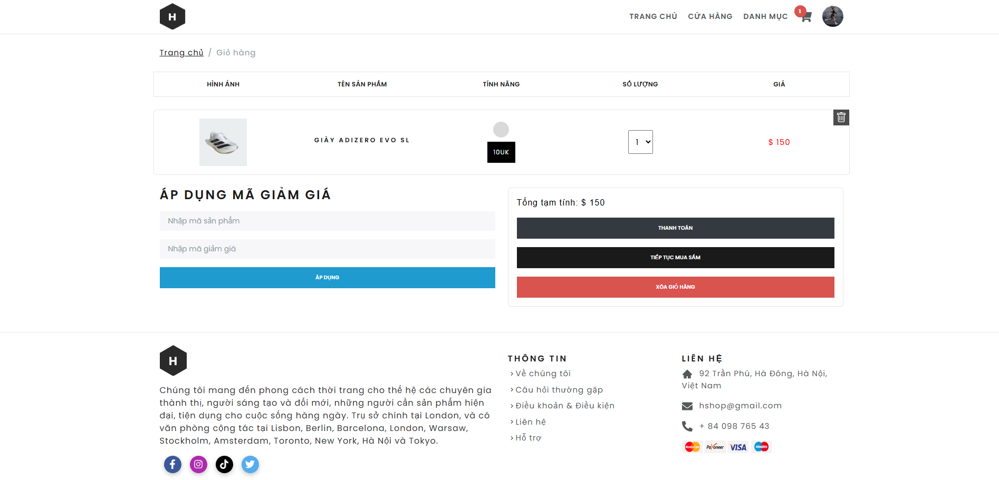 H
TRANG CHỦ CỬA HÀNG DANH MỤC 1
Trang chủ / Giỏ hàng
HÌNH ẢNH TÊN SẢN PHẨM TÍNH NĂNG SỐ LƯỢNG GIÁ
GIÀY ADIZERO EVO SL
10UK
1
$ 150
ÁP DỤNG MÃ GIẢM GIÁ
Nhập mã sản phẩm
Nhập mã giảm giá
ÁP DỤNG
Tổng tạm tính: $ 150
THANH TOÁN
TIẾP TỤC MUA SẮM
XÓA GIỎ HÀNG
H
Chúng tôi mang đến phong cách thời trang cho thế hệ các chuyên gia
thành thị, người sáng tạo và đổi mới, những người cần sản phẩm hiện
đại, tiện dụng cho cuộc sống hàng ngày. Trụ sở chính tại London, và có
văn phòng cộng tác tại Lisbon, Berlin, Barcelona, London, Warsaw,
Stockholm, Amsterdam, Toronto, New York, Hà Nội và Tokyo.
THÔNG TIN
Về chúng tôi
Câu hỏi thường gặp
Điều khoản & Điều kiện
Liên hệ
Hỗ trợ
LIÊN HỆ
92 Trần Phú, Hà Đông, Hà Nội,
Việt Nam
hshop@gmail.com
+ 84 098 765 43
MasterCard Payoneer VISA Maestro